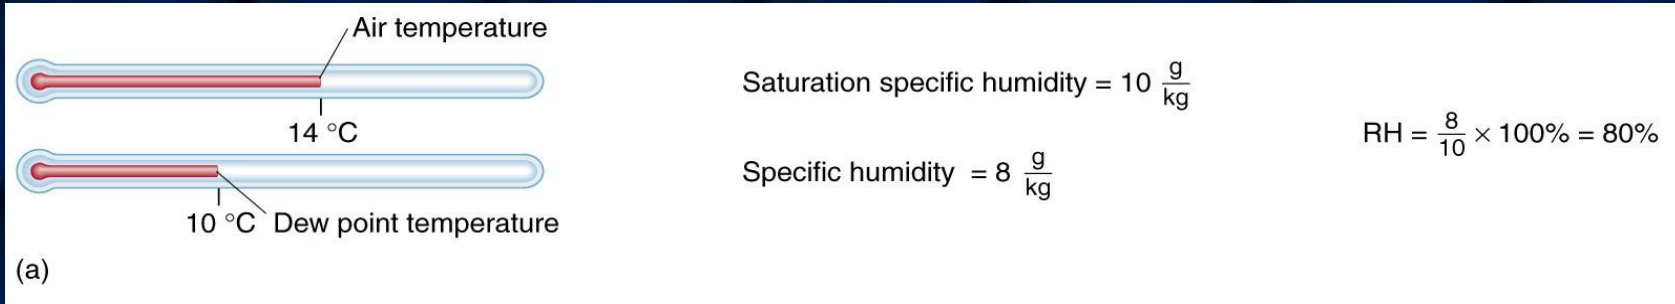 Air temperature
14 °C
10 °C Dew point temperature
(a)
Saturation specific humidity = 10 g/kg
Specific humidity = 8 g/kg
RH = 8/10 × 100% = 80%